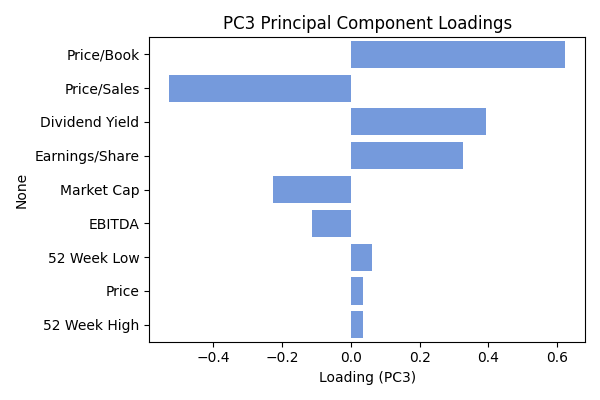 PC3 Principal Component Loadings
Price/Book
Price/Sales
Dividend Yield
Earnings/Share
Market Cap
EBITDA
52 Week Low
Price
52 Week High
None
−0.4 −0.2 0.0 0.2 0.4 0.6
Loading (PC3)